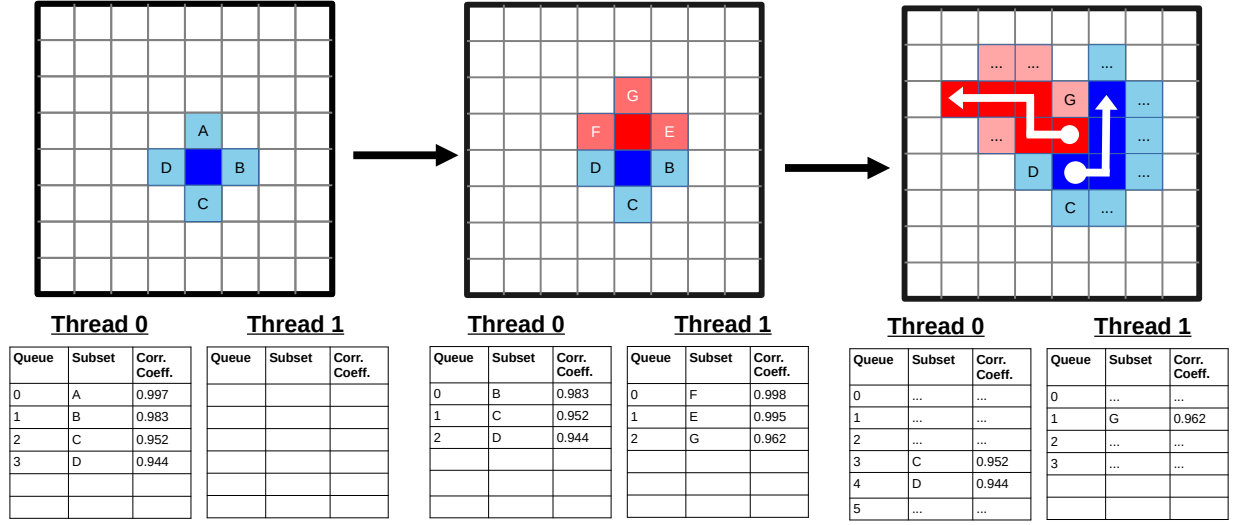 A
D
B
C
G
F
E
D
B
C
... ... ...
G ...
... ...
D ...
C ...
Thread 0 Thread 1
Queue Subset Corr. Coeff.
0 A 0.997
1 B 0.983
2 C 0.952
3 D 0.944
Queue Subset Corr. Coeff.
Thread 0 Thread 1
Queue Subset Corr. Coeff.
0 B 0.983
1 C 0.952
2 D 0.944
Queue Subset Corr. Coeff.
0 F 0.998
1 E 0.995
2 G 0.962
Thread 0 Thread 1
Queue Subset Corr. Coeff.
0 ... ...
1 ... ...
2 ... ...
3 C 0.952
4 D 0.944
5 ... ...
Queue Subset Corr. Coeff.
0 ... ...
1 G 0.962
2 ... ...
3 ... ...